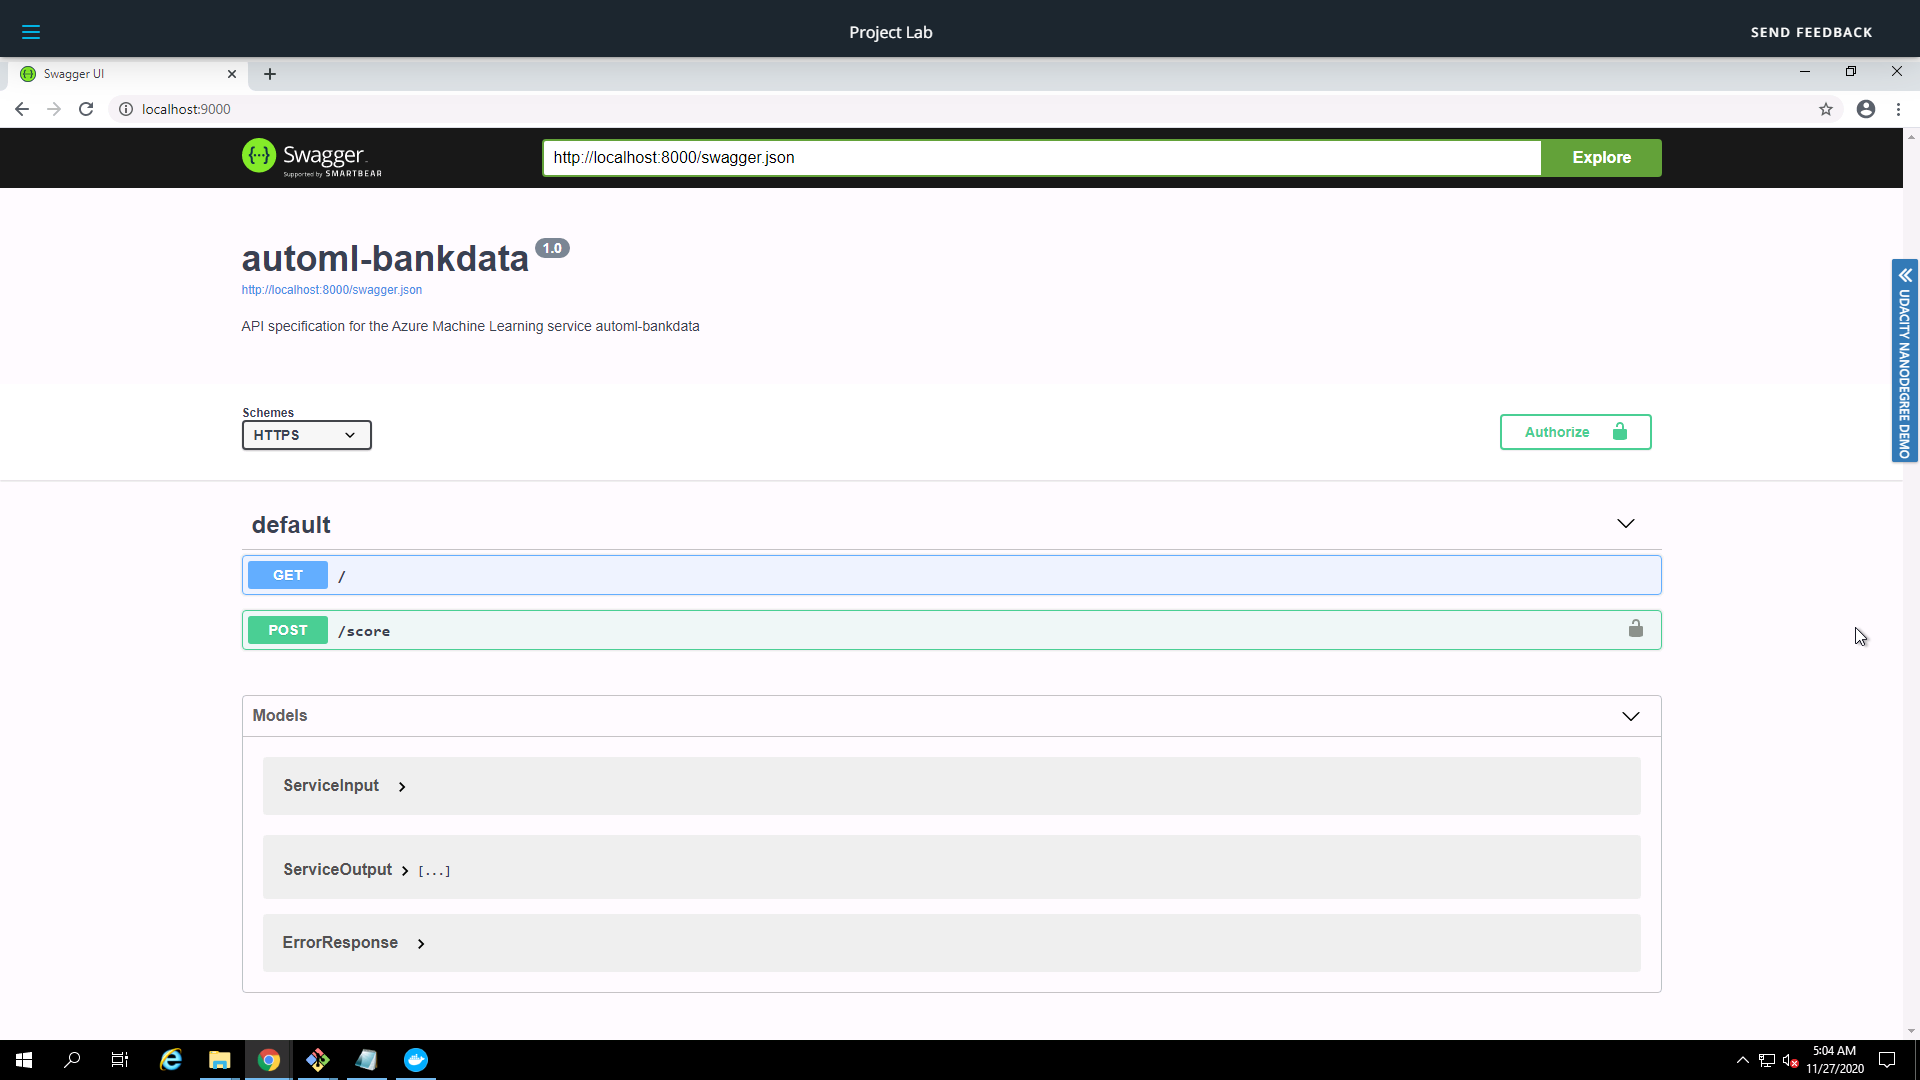 Project Lab
SEND FEEDBACK
Swagger UI
localhost:9000
Swagger
Supported by SMARTBEAR
http://localhost:8000/swagger.json
Explore
automl-bankdata 1.0
http://localhost:8000/swagger.json
API specification for the Azure Machine Learning service automl-bankdata
UDACITY NANODEGREE DEMO
Schemes
HTTPS
Authorize
default
GET /
POST /score
Models
ServiceInput
ServiceOutput [...]
ErrorResponse
5:04 AM
11/27/2020